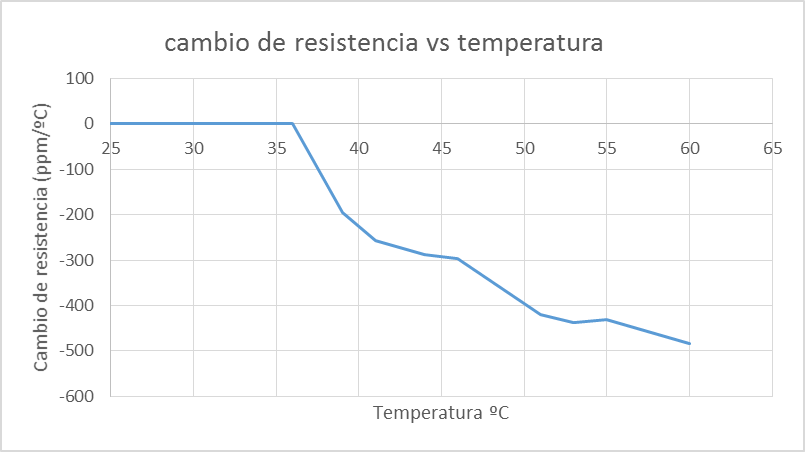 cambio de resistencia vs temperatura
100
0
25 30 35 40 45 50 55 60 65
-100
-200
-300
-400
-500
-600
Cambio de resistencia (ppm/ºC)
Temperatura ºC